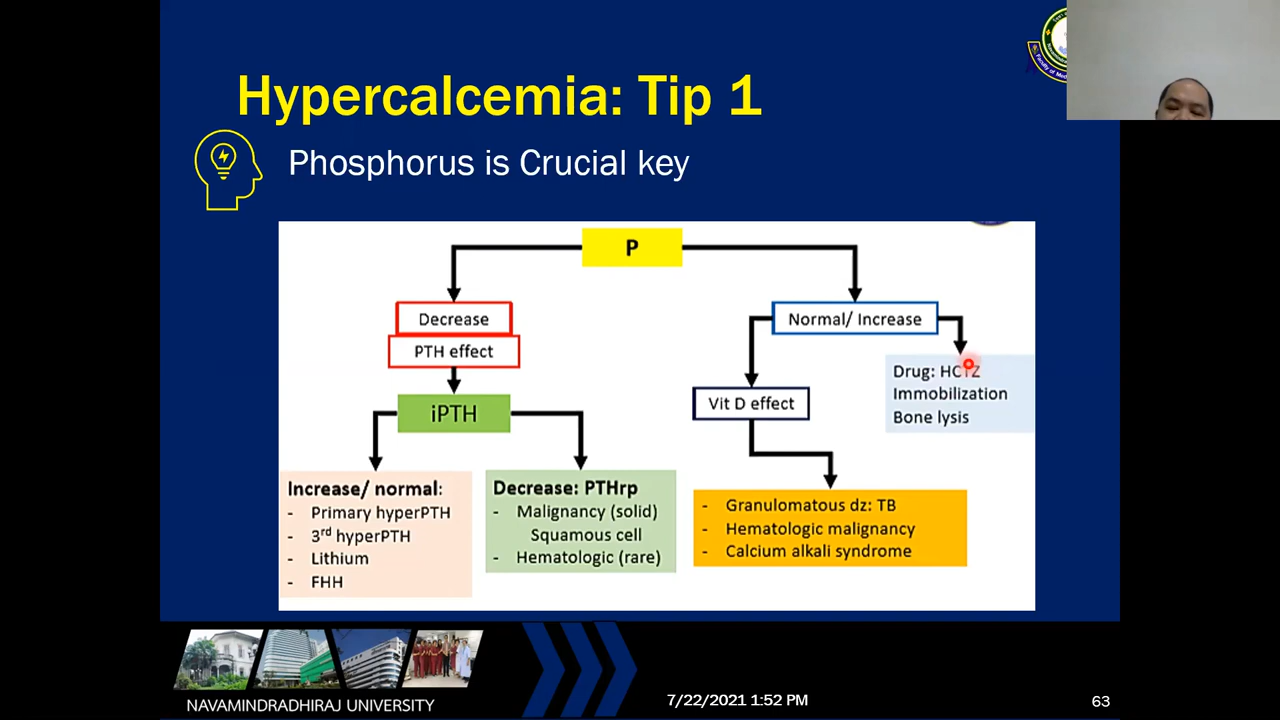 Hypercalcemia: Tip 1
Phosphorus is Crucial key
P
Decrease
PTH effect
iPTH
Increase/ normal:
- Primary hyperPTH
- 3rd hyperPTH
- Lithium
- FHH
Decrease: PTHrp
- Malignancy (solid)
Squamous cell
- Hematologic (rare)
Normal/ Increase
Vit D effect
- Granulomatous dz: TB
- Hematologic malignancy
- Calcium alkali syndrome
Drug: HCTZ
Immobilization
Bone lysis
NAVAMINDRADHIRAJ UNIVERSITY
7/22/2021 1:52 PM
63